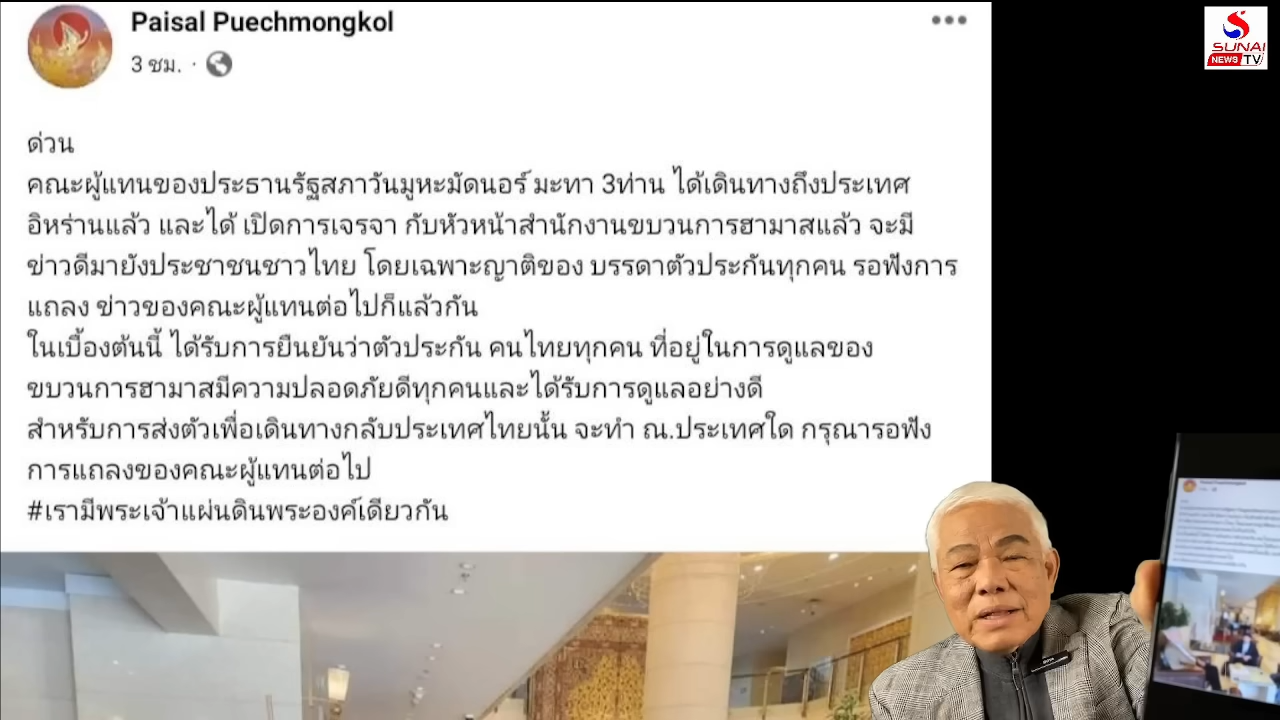 Paisal Puechmongkol
3 ชม. ·
ด่วน
คณะผู้แทนของประธานรัฐสภาวันมูหะมัดนอร์ มะทา 3ท่าน ได้เดินทางถึงประเทศ
อิหร่านแล้ว และได้ เปิดการเจรจา กับหัวหน้าสำนักงานขบวนการฮามาสแล้ว จะมี
ข่าวดีมายังประชาชนชาวไทย โดยเฉพาะญาติของ บรรดาตัวประกันทุกคน รอฟังการ
แถลง ข่าวของคณะผู้แทนต่อไปก็แล้วกัน
ในเบื้องต้นนี้ ได้รับการยืนยันว่าตัวประกัน คนไทยทุกคน ที่อยู่ในการดูแลของ
ขบวนการฮามาสมีความปลอดภัยดีทุกคนและได้รับการดูแลอย่างดี
สำหรับการส่งตัวเพื่อเดินทางกลับประเทศไทยนั้น จะทำ ณ.ประเทศใด กรุณารอฟัง
การแถลงของคณะผู้แทนต่อไป
#เรามีพระเจ้าแผ่นดินพระองค์เดียวกัน
SUNAI
NEWS TV